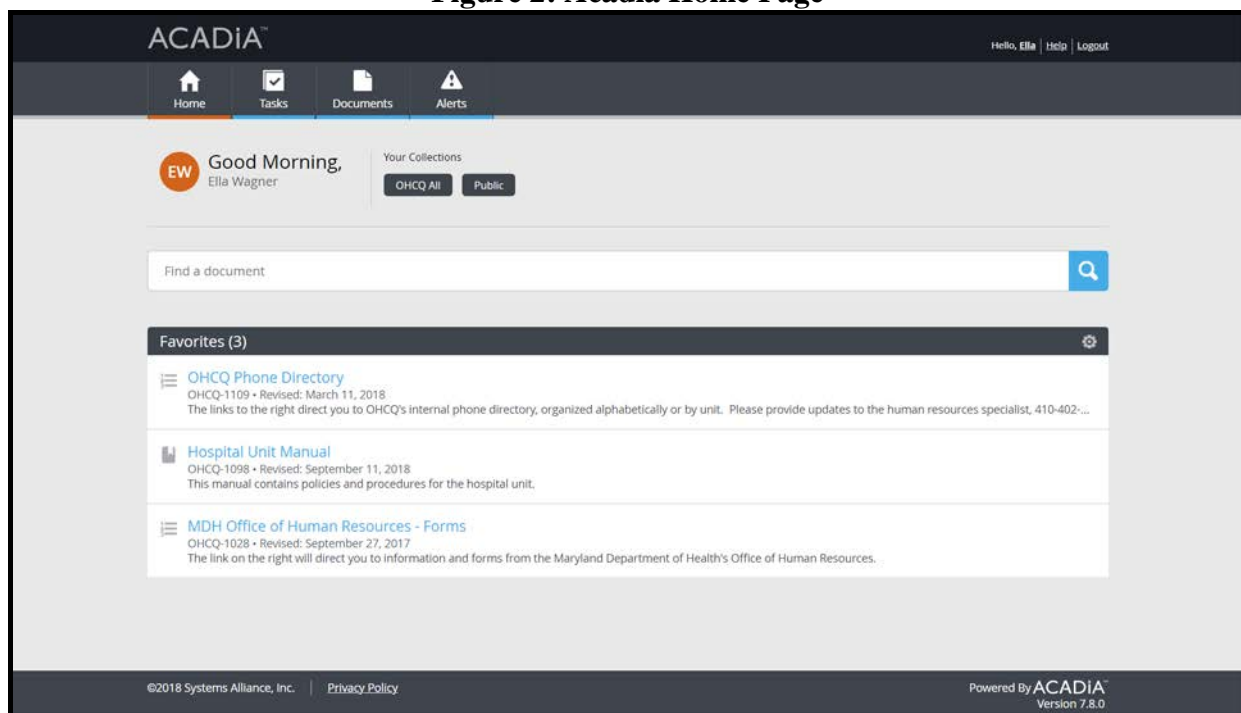 Figure 2: Acadia Home Page
ACADiA™
Hello, Ella | Help | Logout
Home Tasks Documents Alerts
EW
Good Morning,
Ella Wagner
Your Collections
OHCQ All Public
Find a document
Favorites (3)
OHCQ Phone Directory
OHCQ-1109 • Revised: March 11, 2018
The links to the right direct you to OHCQ's internal phone directory, organized alphabetically or by unit. Please provide updates to the human resources specialist, 410-402-...
Hospital Unit Manual
OHCQ-1098 • Revised: September 11, 2018
This manual contains policies and procedures for the hospital unit.
MDH Office of Human Resources - Forms
OHCQ-1028 • Revised: September 27, 2017
The link on the right will direct you to information and forms from the Maryland Department of Health's Office of Human Resources.
©2018 Systems Alliance, Inc. | Privacy Policy
Powered By ACADiA™
Version 7.8.0